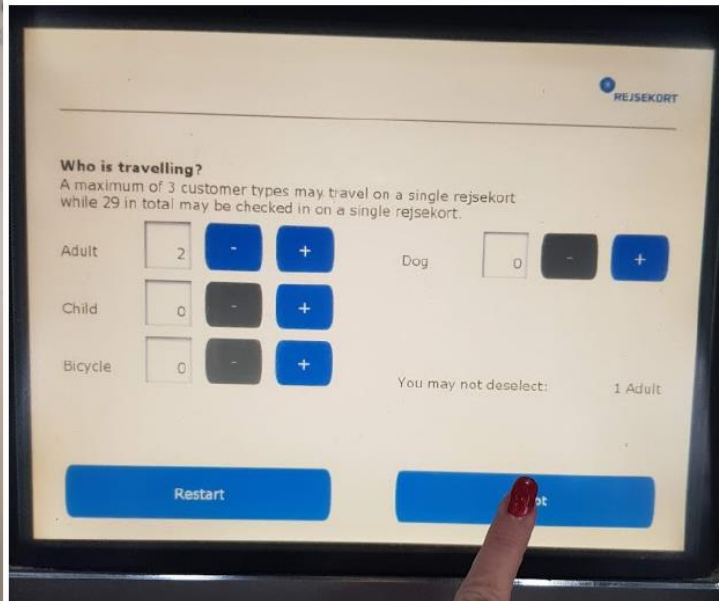 REJSEKORT
Who is travelling?
A maximum of 3 customer types may travel on a single rejsekort
while 29 in total may be checked in on a single rejsekort.
Adult 2 - + Dog 0 - +
Child 0 - +
Bicycle 0 - +
You may not deselect: 1 Adult
Restart